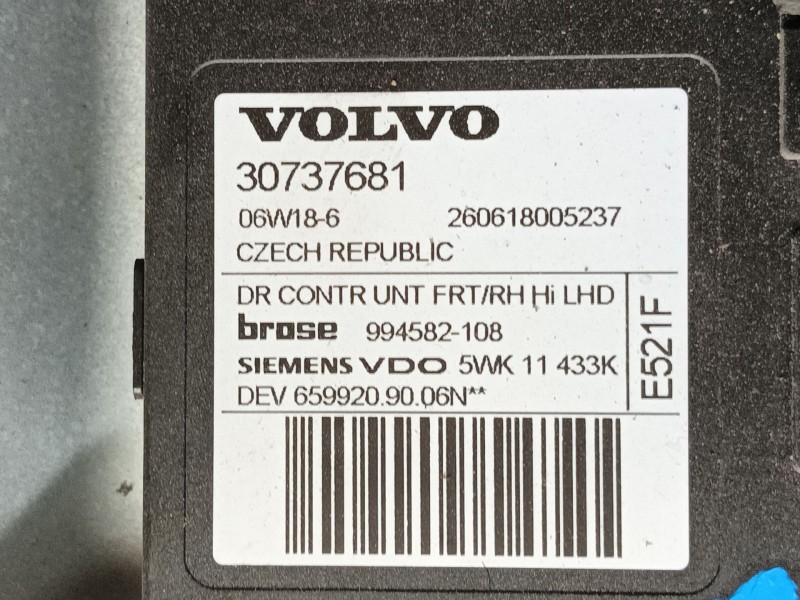 VOLVO
30737681
06W18-6 260618005237
CZECH REPUBLIC
DR CONTR UNT FRT/RH Hi LHD
brose 994582-108
SIEMENS VDO 5WK 11 433K
DEV 659920.90.06N**
E521F